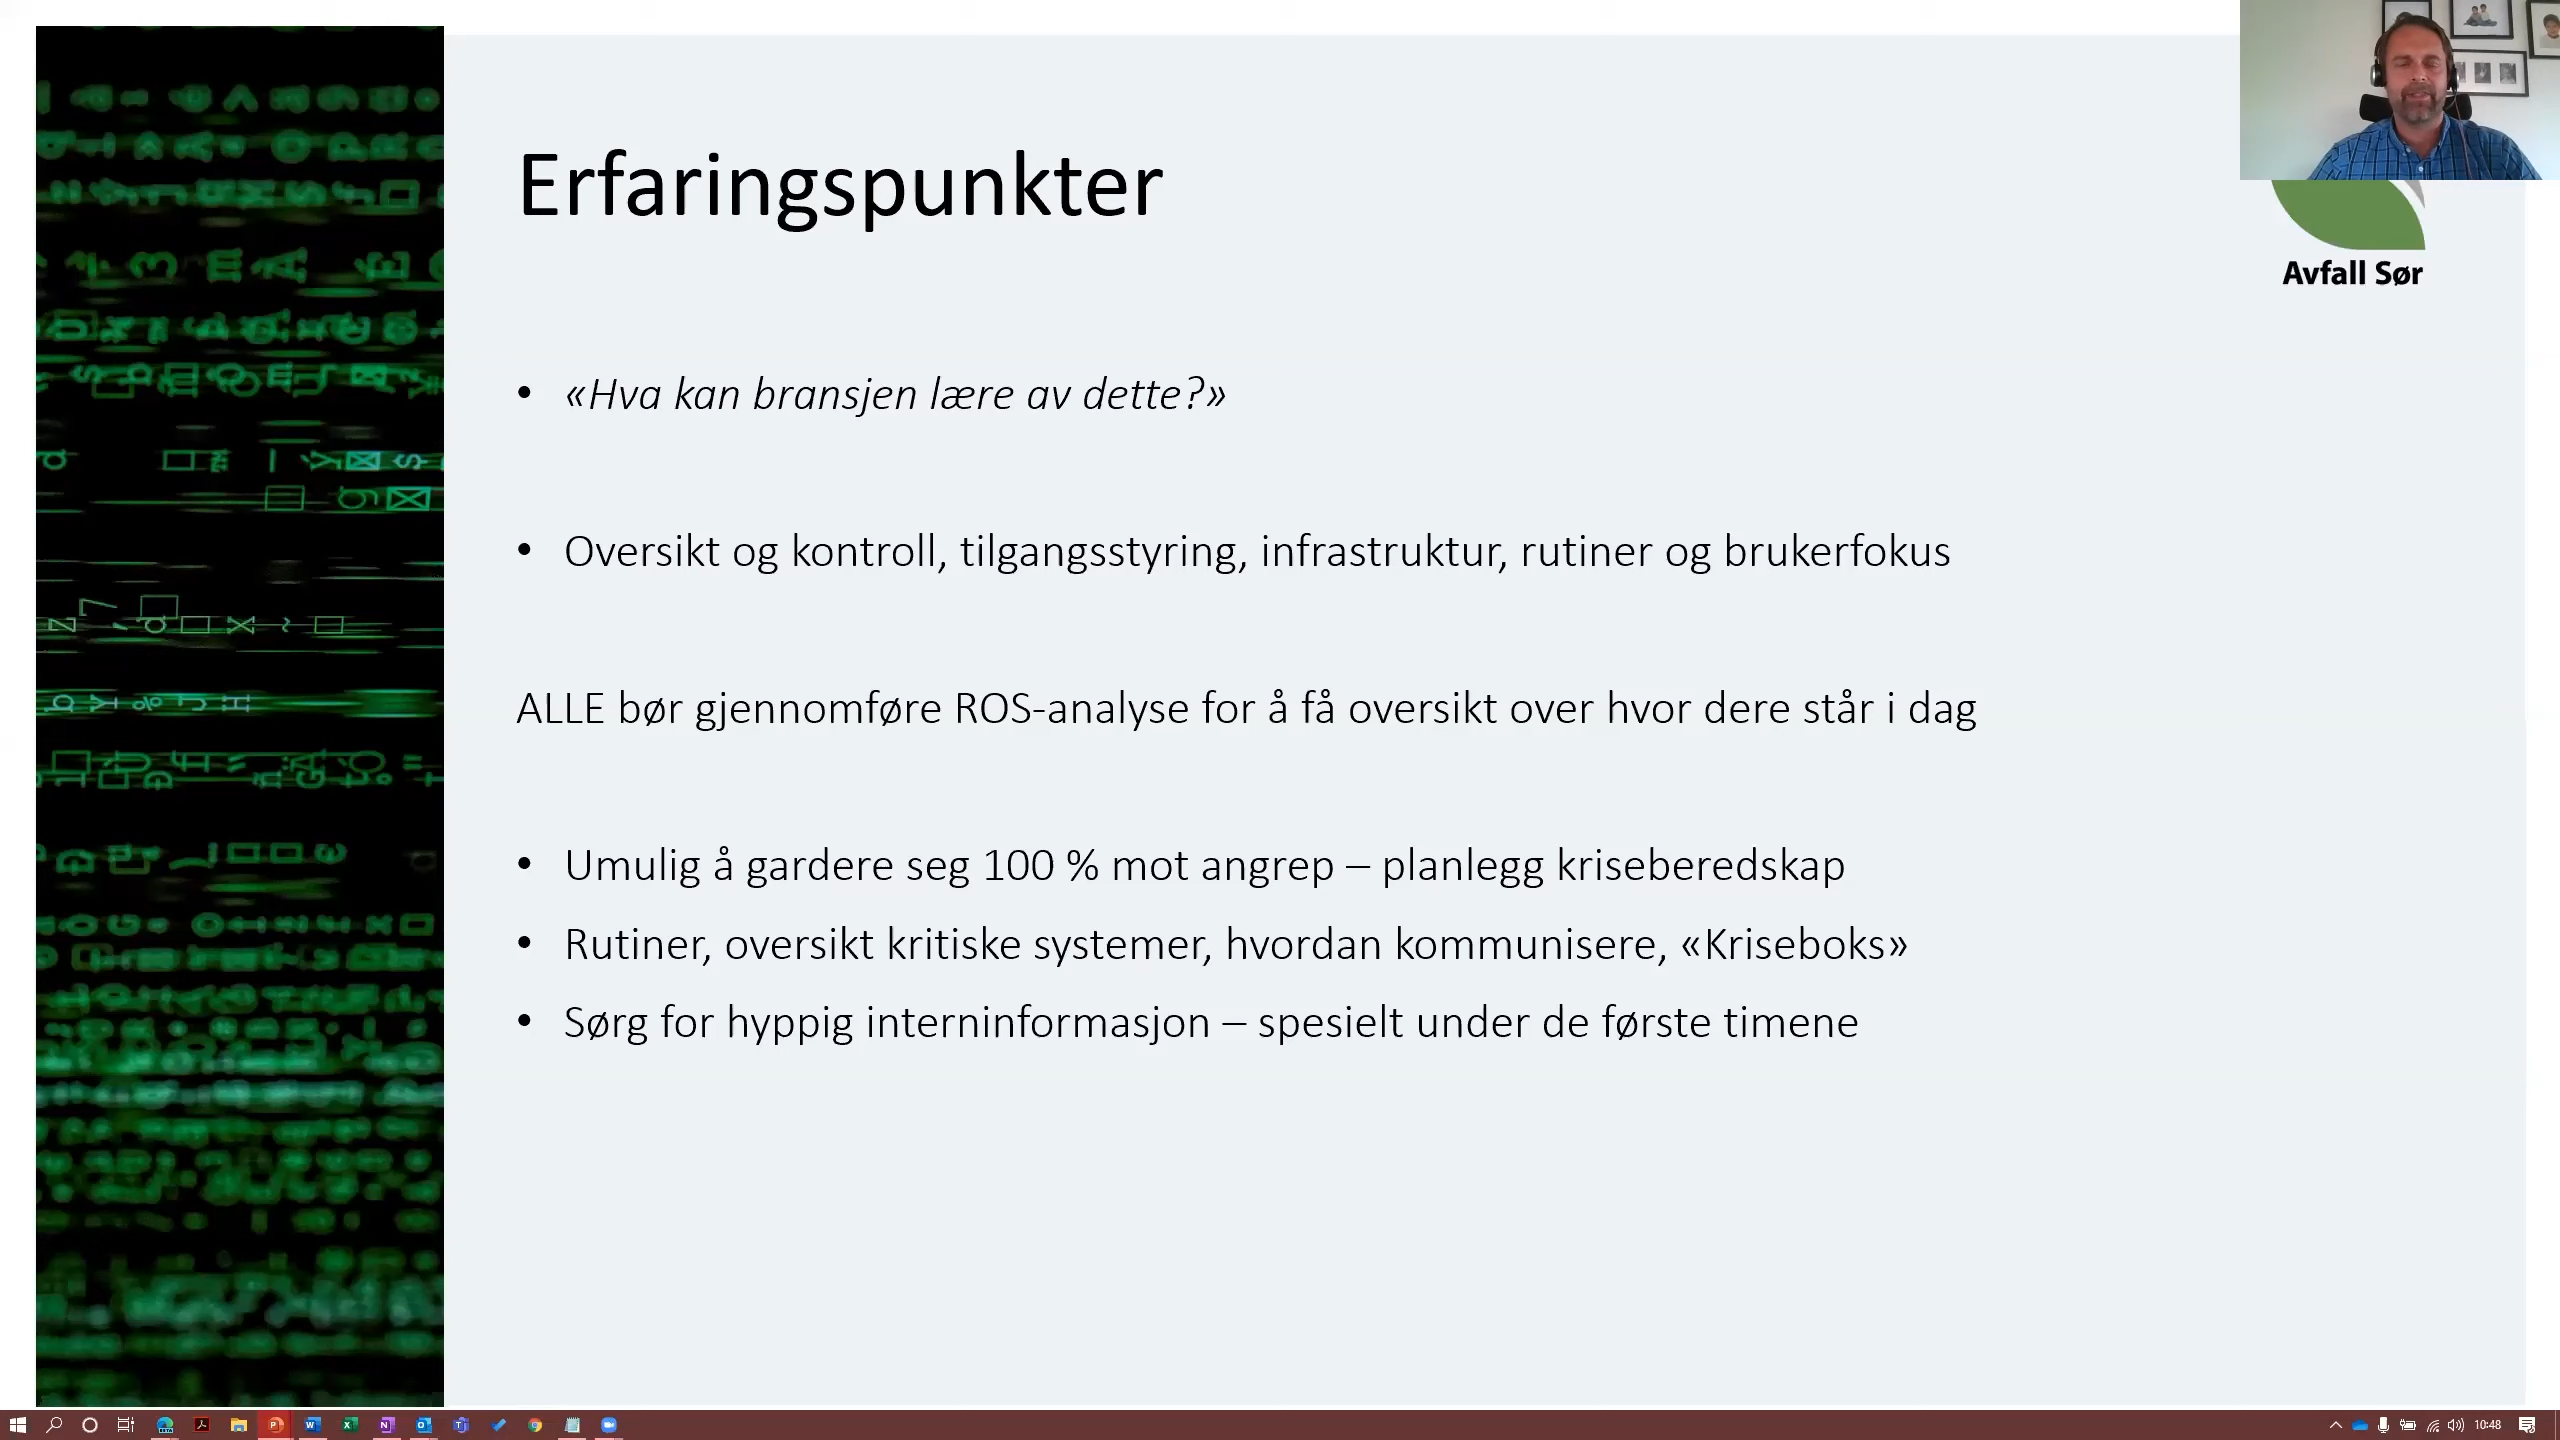 Erfaringspunkter
Avfall Sør
• «Hva kan bransjen lære av dette?»
• Oversikt og kontroll, tilgangsstyring, infrastruktur, rutiner og brukerfokus
ALLE bør gjennomføre ROS-analyse for å få oversikt over hvor dere står i dag
• Umulig å gardere seg 100 % mot angrep – planlegg kriseberedskap
• Rutiner, oversikt kritiske systemer, hvordan kommunisere, «Kriseboks»
• Sørg for hyppig interninformasjon – spesielt under de første timene
10:48